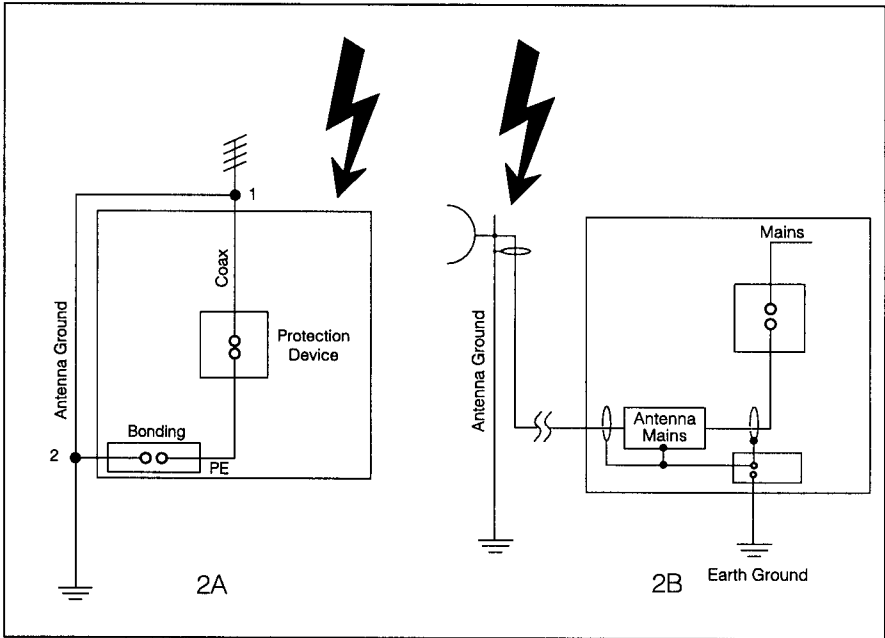 1
Coax
Antenna Ground
Protection
Device
Bonding
2
PE
2A
Mains
Antenna Ground
Antenna
Mains
Earth Ground
2B